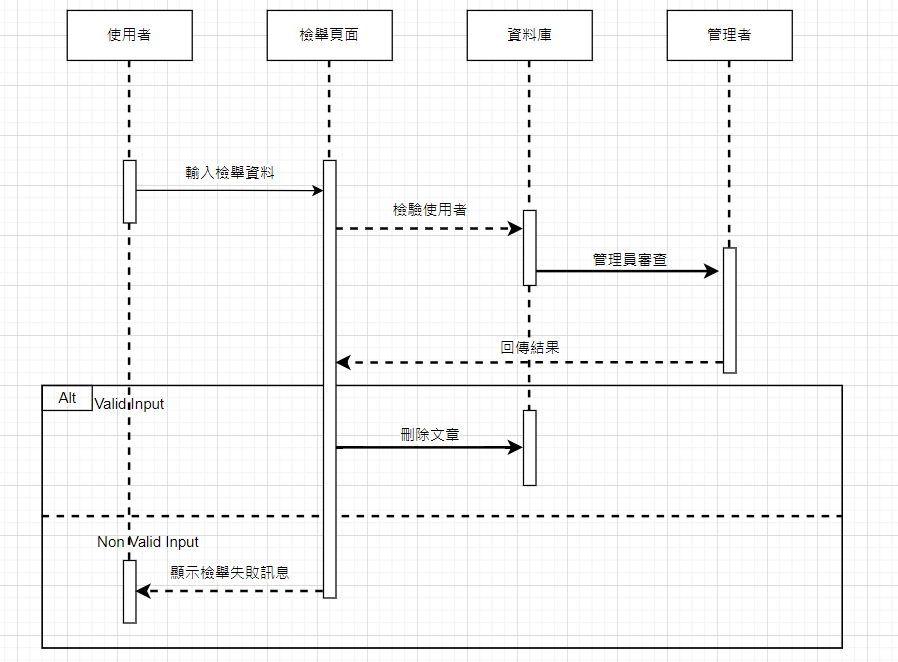 使用者
檢舉頁面
資料庫
管理者
輸入檢舉資料
檢驗使用者
管理員審查
回傳結果
Alt
Valid Input
刪除文章
Non Valid Input
顯示檢舉失敗訊息